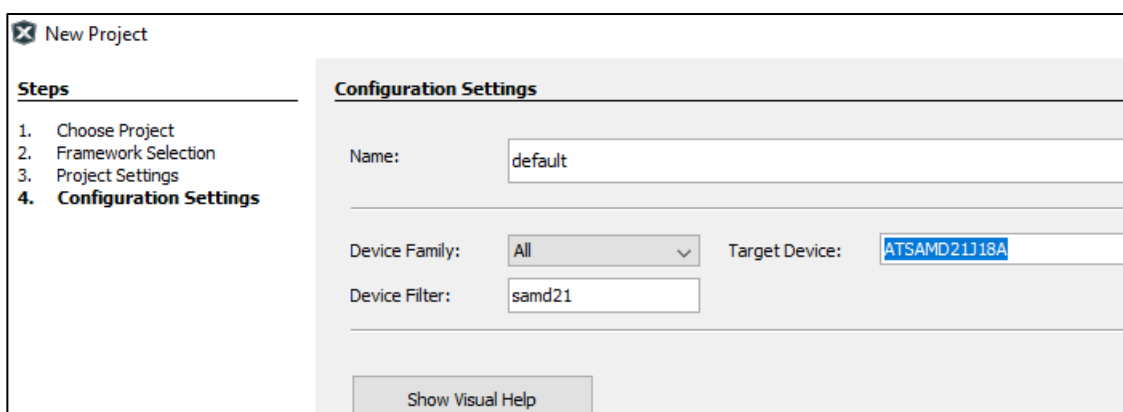 New Project
Steps
1. Choose Project
2. Framework Selection
3. Project Settings
4. Configuration Settings
Configuration Settings
Name: default
Device Family: All Target Device: ATSAMD21J18A
Device Filter: samd21
Show Visual Help